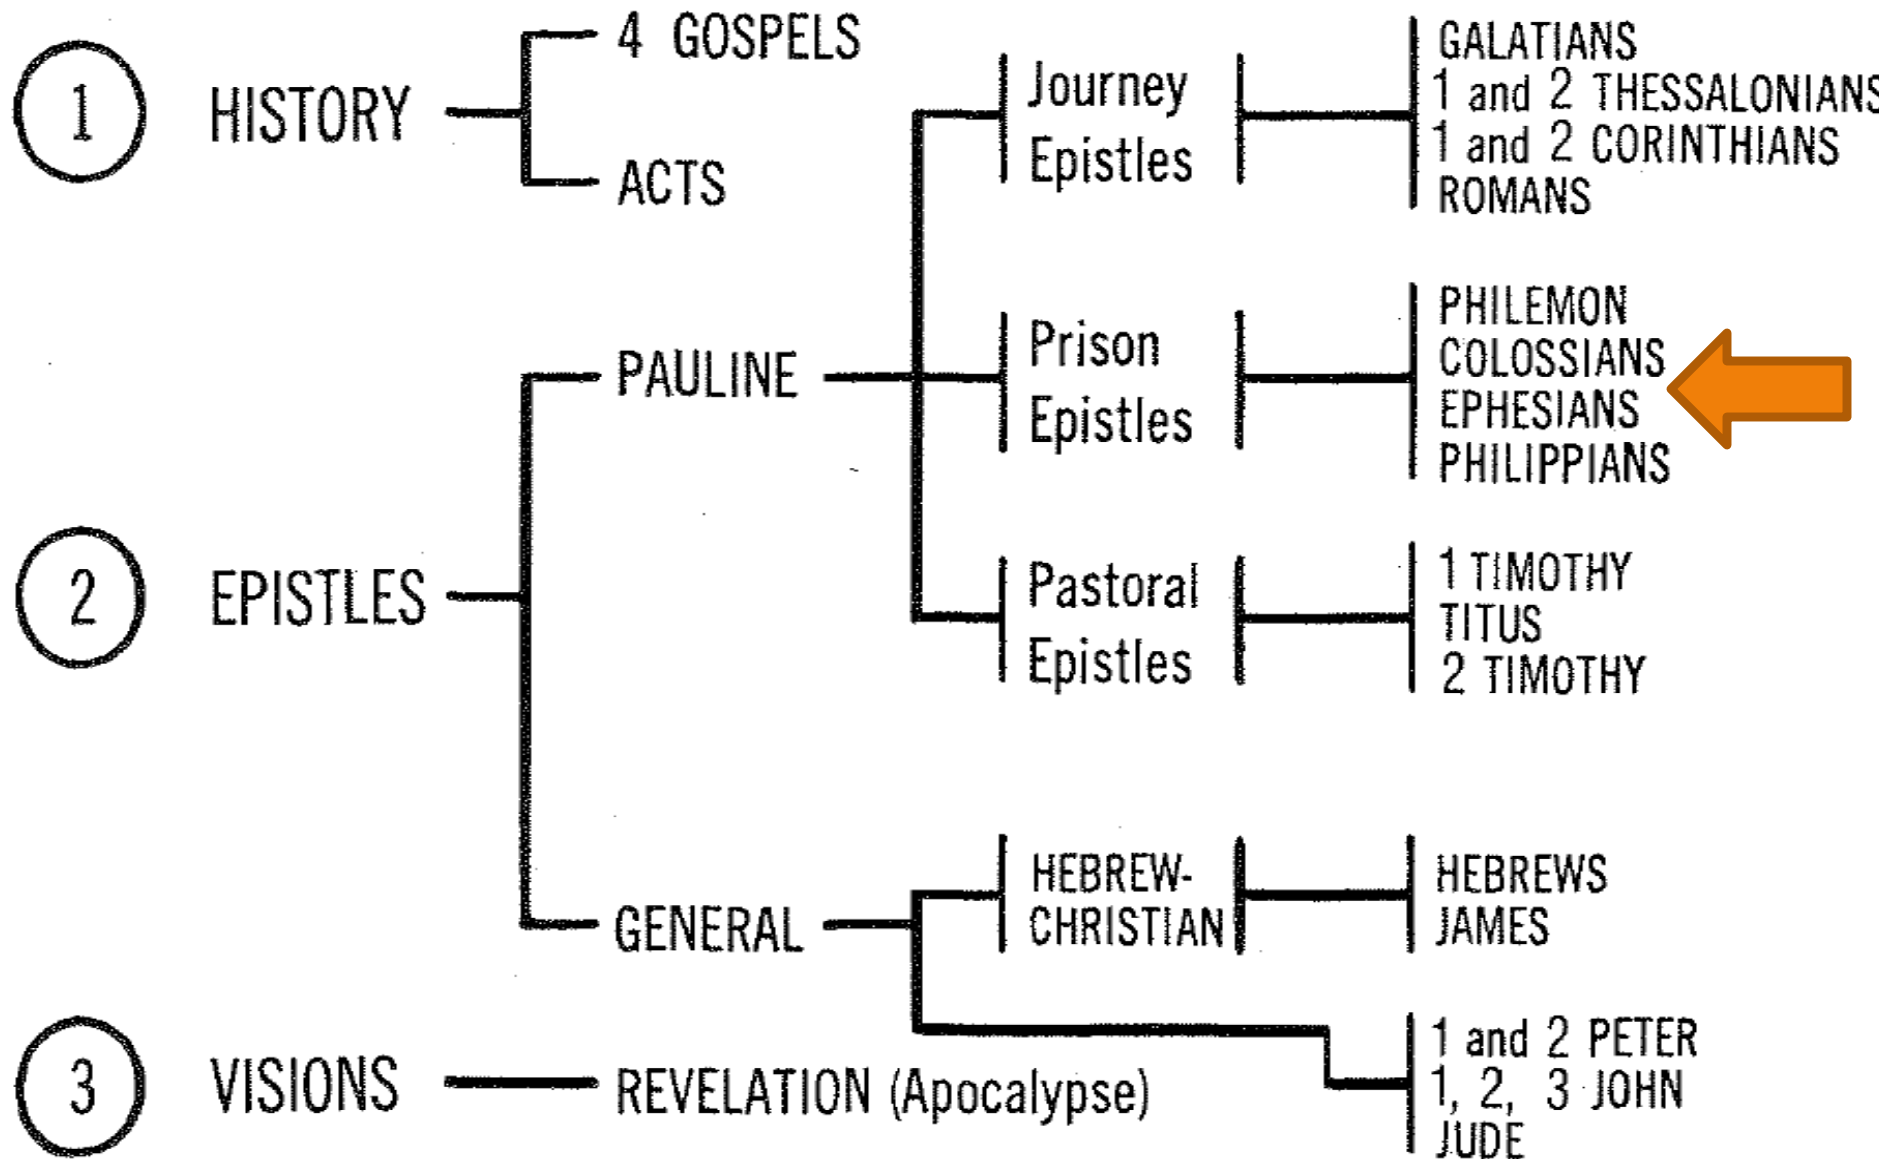 1
HISTORY
4 GOSPELS
ACTS
2
EPISTLES
PAULINE
Journey
Epistles
GALATIANS
1 and 2 THESSALONIANS
1 and 2 CORINTHIANS
ROMANS
Prison
Epistles
PHILEMON
COLOSSIANS
EPHESIANS
PHILIPPIANS
Pastoral
Epistles
1 TIMOTHY
TITUS
2 TIMOTHY
GENERAL
HEBREW-
CHRISTIAN
HEBREWS
JAMES
1 and 2 PETER
1, 2, 3 JOHN
JUDE
3
VISIONS
REVELATION (Apocalypse)